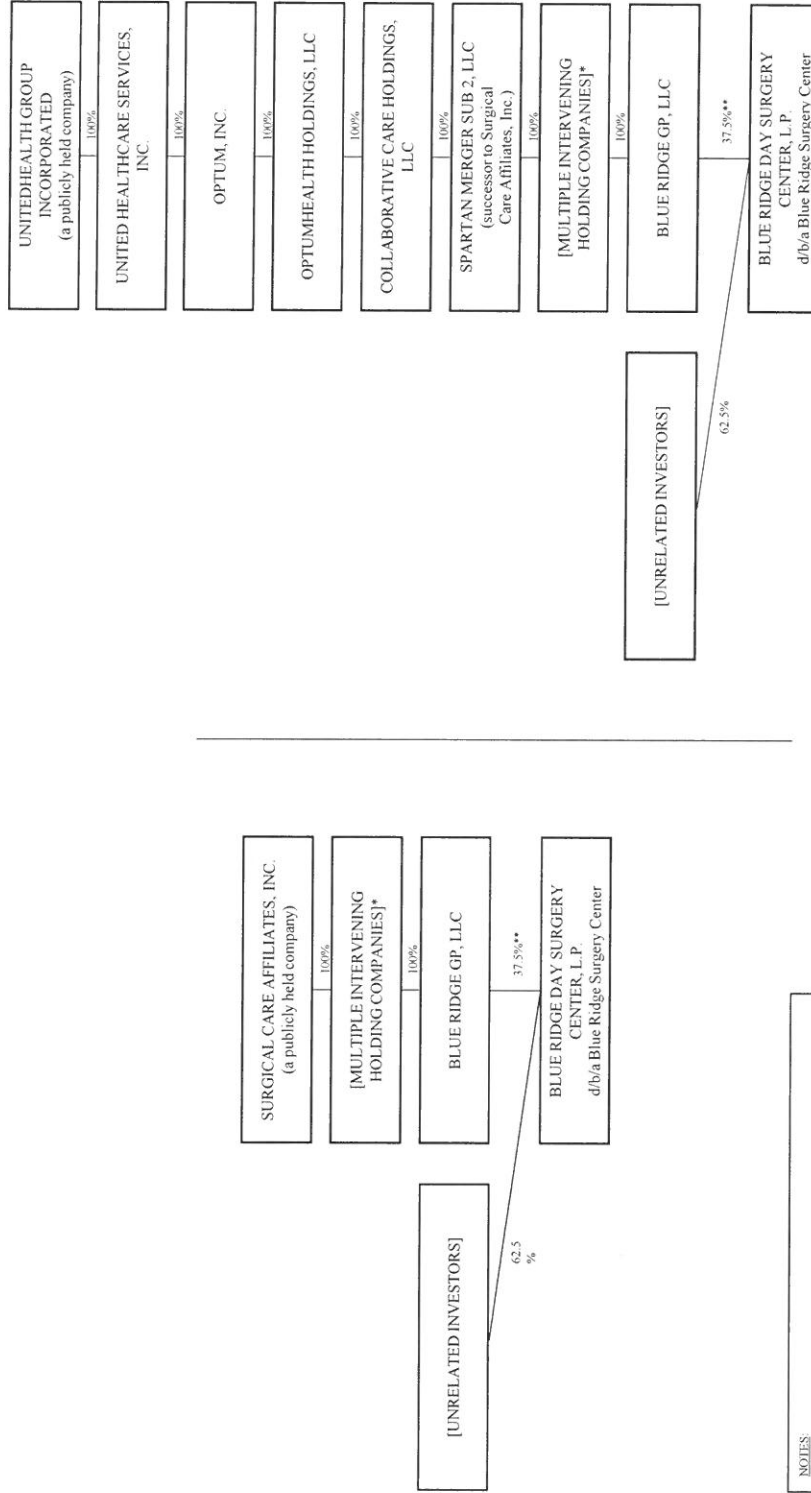 SURGICAL CARE AFFILIATES, INC.
(a publicly held company)
100%
[MULTIPLE INTERVENING
HOLDING COMPANIES]*
100%
BLUE RIDGE GP, LLC
[UNRELATED INVESTORS]
37.5%**
62.5
%
BLUE RIDGE DAY SURGERY
CENTER, L.P.
d/b/a Blue Ridge Surgery Center
NOTES:
UNITEDHEALTH GROUP
INCORPORATED
(a publicly held company)
100%
UNITED HEALTHCARE SERVICES,
INC.
100%
OPTUM, INC.
100%
OPTUMHEALTH HOLDINGS, LLC
100%
COLLABORATIVE CARE HOLDINGS,
LLC
100%
SPARTAN MERGER SUB 2, LLC
(successor to Surgical
Care Affiliates, Inc.)
100%
[MULTIPLE INTERVENING
HOLDING COMPANIES]*
100%
BLUE RIDGE GP, LLC
[UNRELATED INVESTORS]
37.5%**
62.5%
BLUE RIDGE DAY SURGERY
CENTER, L.P.
d/b/a Blue Ridge Surgery Center